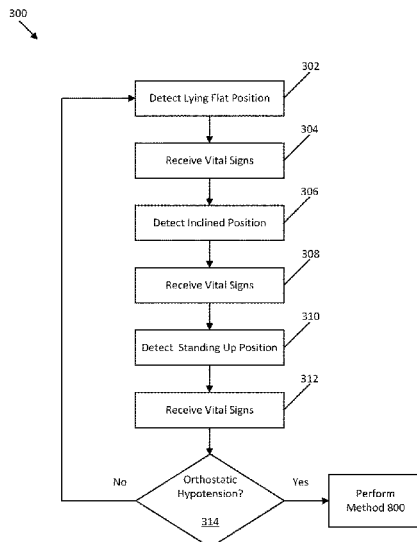 300
302
Detect Lying Flat Position
304
Receive Vital Signs
306
Detect Inclined Position
308
Receive Vital Signs
310
Detect Standing Up Position
312
Receive Vital Signs
No
Orthostatic
Hypotension?
Yes
314
Perform
Method 800